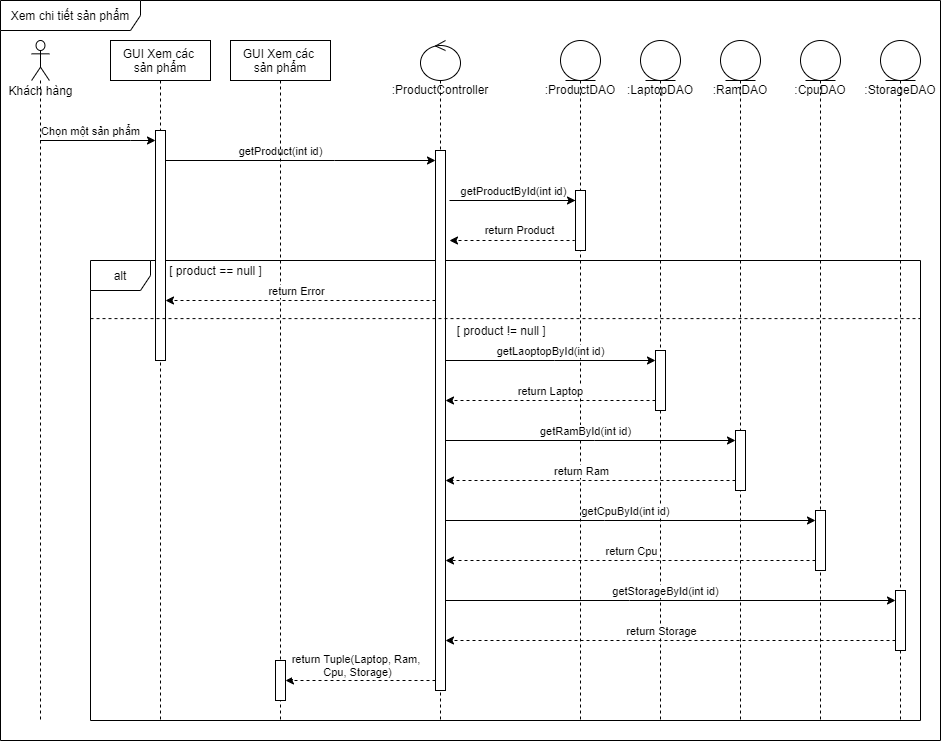 Xem chi tiết sản phẩm
GUI Xem các
sản phẩm
GUI Xem các
sản phẩm
Khách hàng
:ProductController
:ProductDAO
:LaptopDAO
:RamDAO
:CpuDAO
:StorageDAO
Chọn một sản phẩm
getProduct(int id)
getProductById(int id)
return Product
alt
[ product == null ]
return Error
[ product != null ]
getLaoptopById(int id)
return Laptop
getRamById(int id)
return Ram
getCpuById(int id)
return Cpu
getStorageById(int id)
return Storage
return Tuple(Laptop, Ram,
Cpu, Storage)